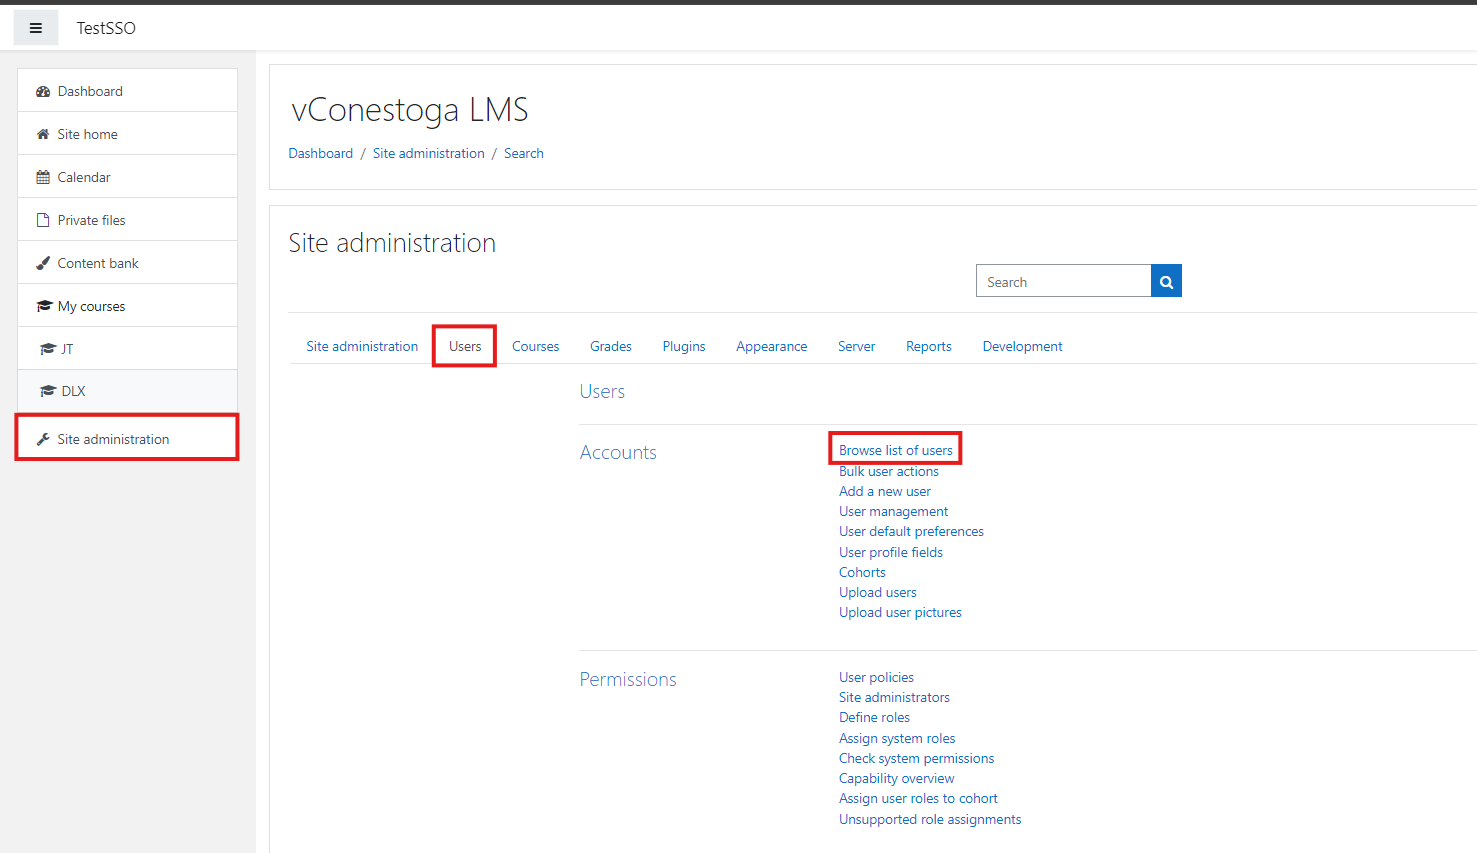 TestSSO
Dashboard
Site home
Calendar
Private files
Content bank
My courses
JT
DLX
Site administration
vConestoga LMS
Dashboard / Site administration / Search
Site administration
Search
Site administration Users Courses Grades Plugins Appearance Server Reports Development
Users
Accounts
Browse list of users
Bulk user actions
Add a new user
User management
User default preferences
User profile fields
Cohorts
Upload users
Upload user pictures
Permissions
User policies
Site administrators
Define roles
Assign system roles
Check system permissions
Capability overview
Assign user roles to cohort
Unsupported role assignments